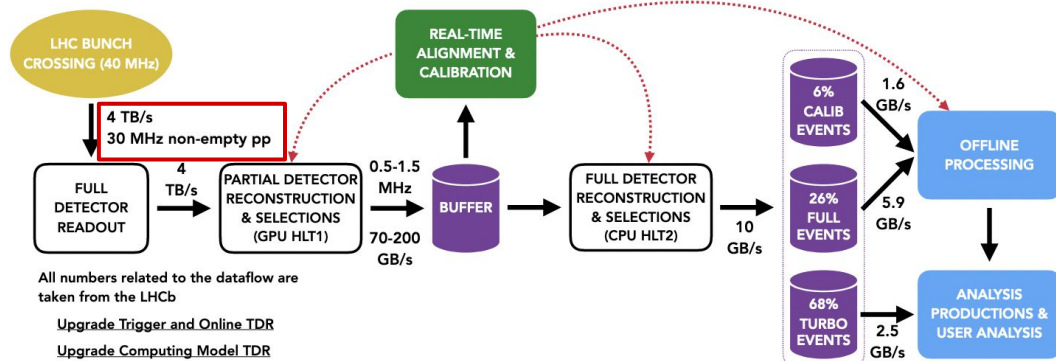 LHC BUNCH
CROSSING (40 MHz)
4 TB/s
30 MHz non-empty pp
FULL
DETECTOR
READOUT
4
TB/s
PARTIAL DETECTOR
RECONSTRUCTION
& SELECTIONS
(GPU HLT1)
0.5-1.5
MHz
70-200
GB/s
REAL-TIME
ALIGNMENT &
CALIBRATION
BUFFER
FULL DETECTOR
RECONSTRUCTION
& SELECTIONS
(CPU HLT2)
10
GB/s
6%
CALIB
EVENTS
1.6
GB/s
26%
FULL
EVENTS
5.9
GB/s
68%
TURBO
EVENTS
2.5
GB/s
OFFLINE
PROCESSING
ANALYSIS
PRODUCTIONS &
USER ANALYSIS
All numbers related to the dataflow are
taken from the LHCb
Upgrade Trigger and Online TDR
Upgrade Computing Model TDR